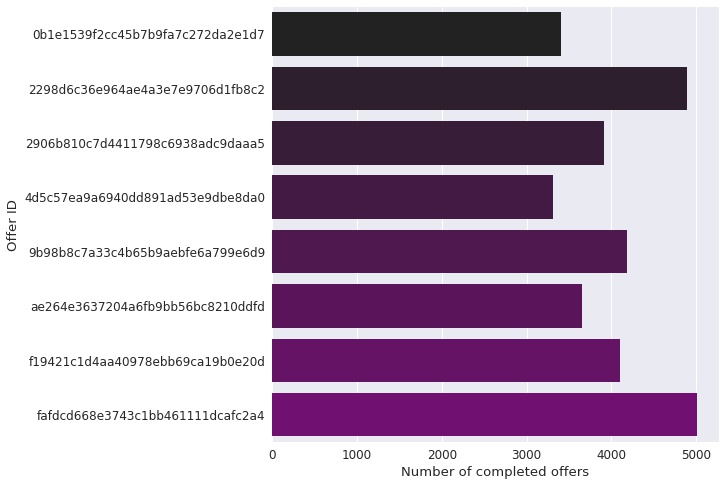 Offer ID
0b1e1539f2cc45b7b9fa7c272da2e1d7
2298d6c36e964ae4a3e7e9706d1fb8c2
2906b810c7d4411798c6938adc9daaa5
4d5c57ea9a6940dd891ad53e9dbe8da0
9b98b8c7a33c4b65b9aebfe6a799e6d9
ae264e3637204a6fb9bb56bc8210ddfd
f19421c1d4aa40978ebb69ca19b0e20d
fafdcd668e3743c1bb461111dcafc2a4
0 1000 2000 3000 4000 5000
Number of completed offers